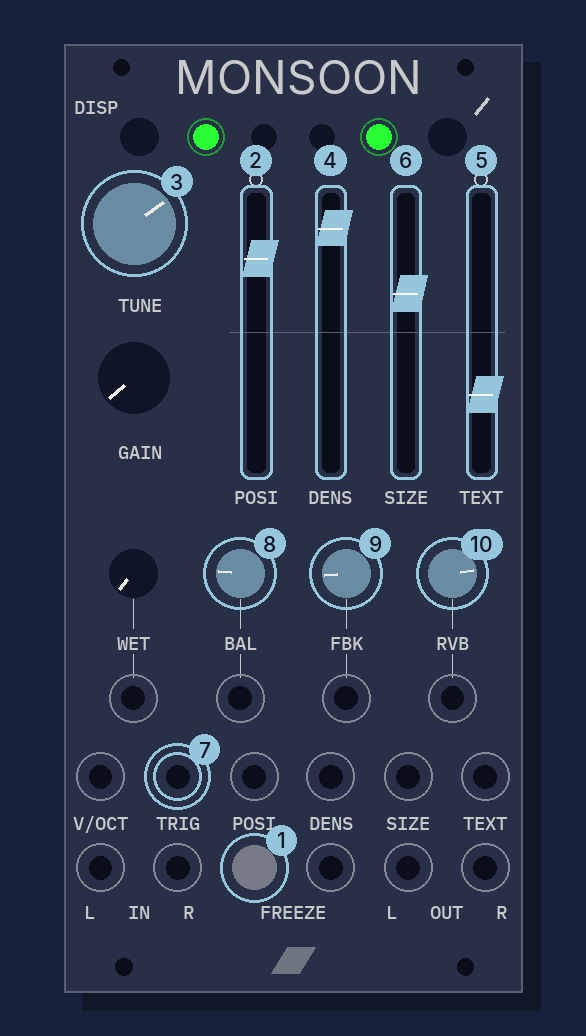 MONSOON
DISP
2 4 6 5
3
TUNE
GAIN
POSI DENS SIZE TEXT
8 9 10
WET BAL FBK RVB
7
V/OCT TRIG POSI DENS SIZE TEXT
1
L IN R FREEZE L OUT R